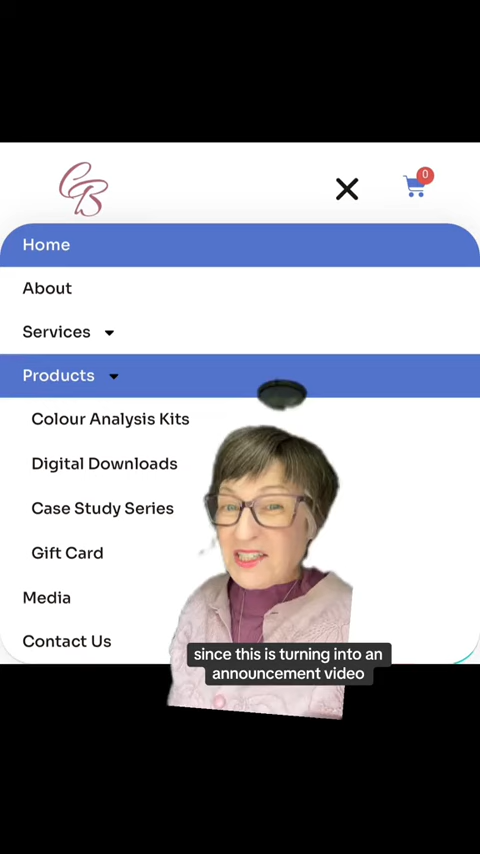 CB
0
Home
About
Services
Products
Colour Analysis Kits
Digital Downloads
Case Study Series
Gift Card
Media
Contact Us
since this is turning into an
announcement video